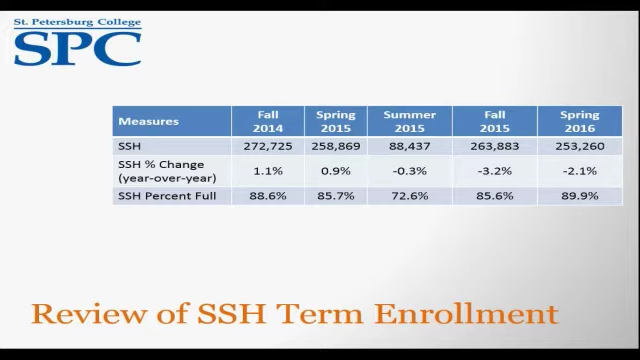 St. Petersburg College
SPC
Measures Fall 2014 Spring 2015 Summer 2015 Fall 2015 Spring 2016
SSH 272,725 258,869 88,437 263,883 253,260
SSH % Change (year-over-year) 1.1% 0.9% -0.3% -3.2% -2.1%
SSH Percent Full 88.6% 85.7% 72.6% 85.6% 89.9%
Review of SSH Term Enrollment